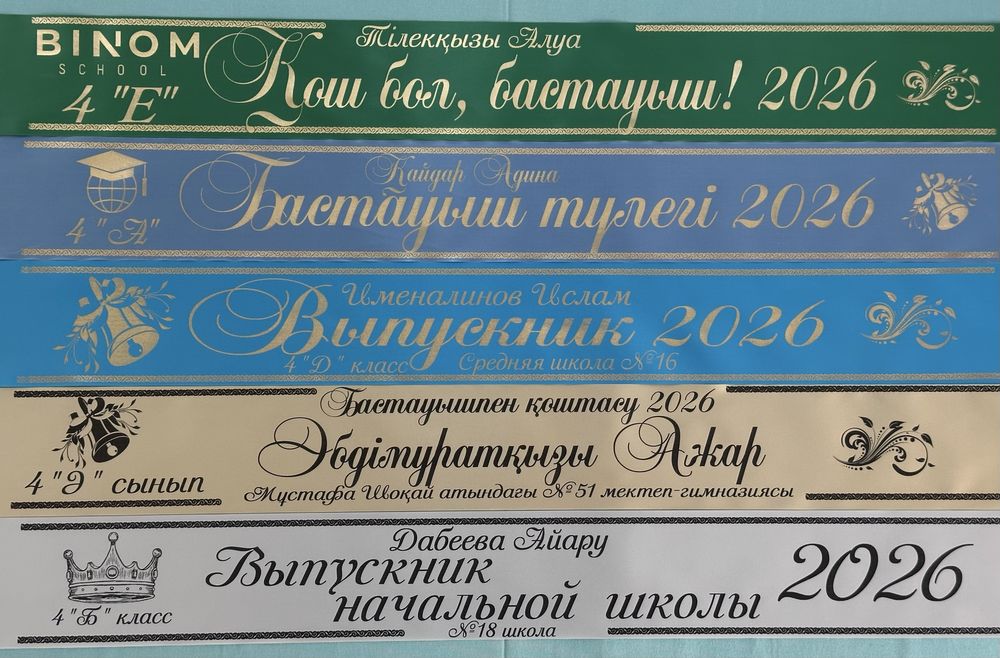 BINOM
SCHOOL
4 "Е"
Тілекқызы Алуа
Қош бол, бастауыш! 2026
4 "А"
Қайдар Адина
Бастауыш түлегі 2026
Именалинов Ислам
Выпускник 2026
4 "Д" класс Средняя школа №16
Бастауышпен қоштасу 2026
Әбдімуратқызы Ажар
4 "Э" сынып
Мұстафа Шоқай атындағы №51 мектеп-гимназиясы
Дабеева Айару
Выпускник
начальной школы
2026
4 "Б" класс
№18 школа